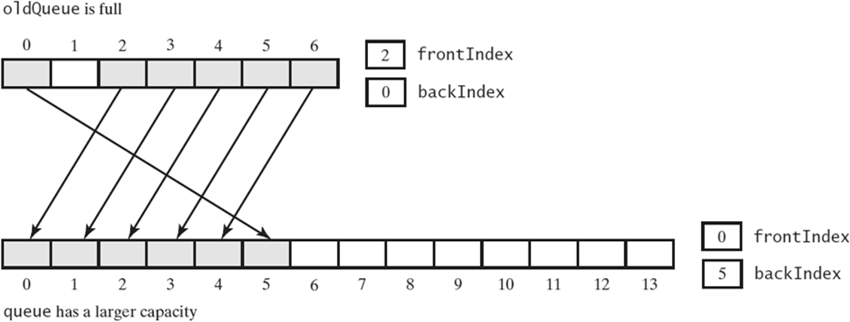 oldQueue is full
0 1 2 3 4 5 6
2 frontIndex
0 backIndex
0 frontIndex
5 backIndex
0 1 2 3 4 5 6 7 8 9 10 11 12 13
queue has a larger capacity